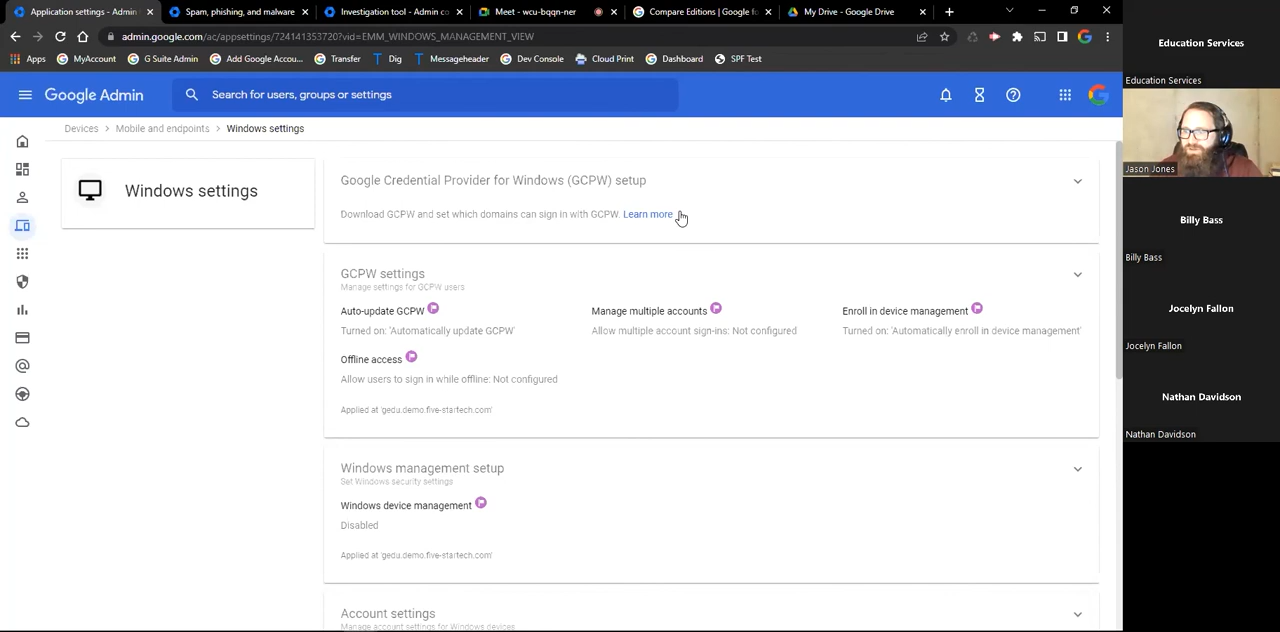 Application settings - Admin
Spam, phishing, and malware
Investigation tool - Admin co
Meet - wcu-bqqn-ner
Compare Editions | Google f
My Drive - Google Drive
admin.google.com/ac/appsettings/724141353720?vid=EMM_WINDOWS_MANAGEMENT_VIEW
Apps
MyAccount
G Suite Admin
Add Google Accou...
Transfer
Dig
Messageheader
Dev Console
Cloud Print
Dashboard
SPF Test
Google Admin
Search for users, groups or settings
Devices > Mobile and endpoints > Windows settings
Windows settings
Google Credential Provider for Windows (GCPW) setup
Download GCPW and set which domains can sign in with GCPW. Learn more
GCPW settings
Manage settings for GCPW users
Auto-update GCPW
Turned on: 'Automatically update GCPW'
Manage multiple accounts
Allow multiple account sign-ins: Not configured
Enroll in device management
Turned on: 'Automatically enroll in device management'
Offline access
Allow users to sign in while offline: Not configured
Applied at 'gedu.demo.five-startech.com'
Windows management setup
Set Windows security settings
Windows device management
Disabled
Applied at 'gedu.demo.five-startech.com'
Account settings
Manage account settings for Windows devices.
Education Services
Education Services
Jason Jones
Billy Bass
Billy Bass
Jocelyn Fallon
Jocelyn Fallon
Nathan Davidson
Nathan Davidson